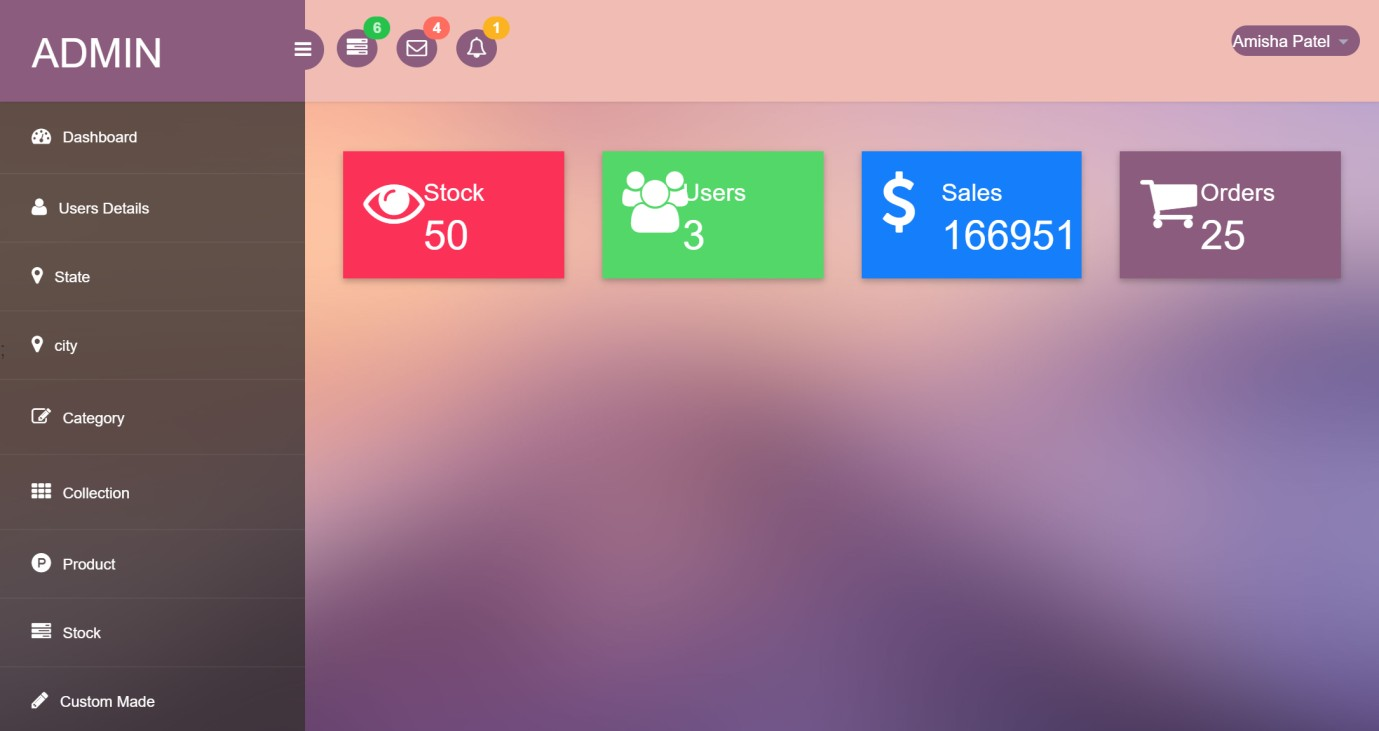 ADMIN
6
4
1
Amisha Patel
Dashboard
Users Details
State
city
;
Category
Collection
Product
Stock
Custom Made
Stock
50
Users
3
Sales
166951
Orders
25